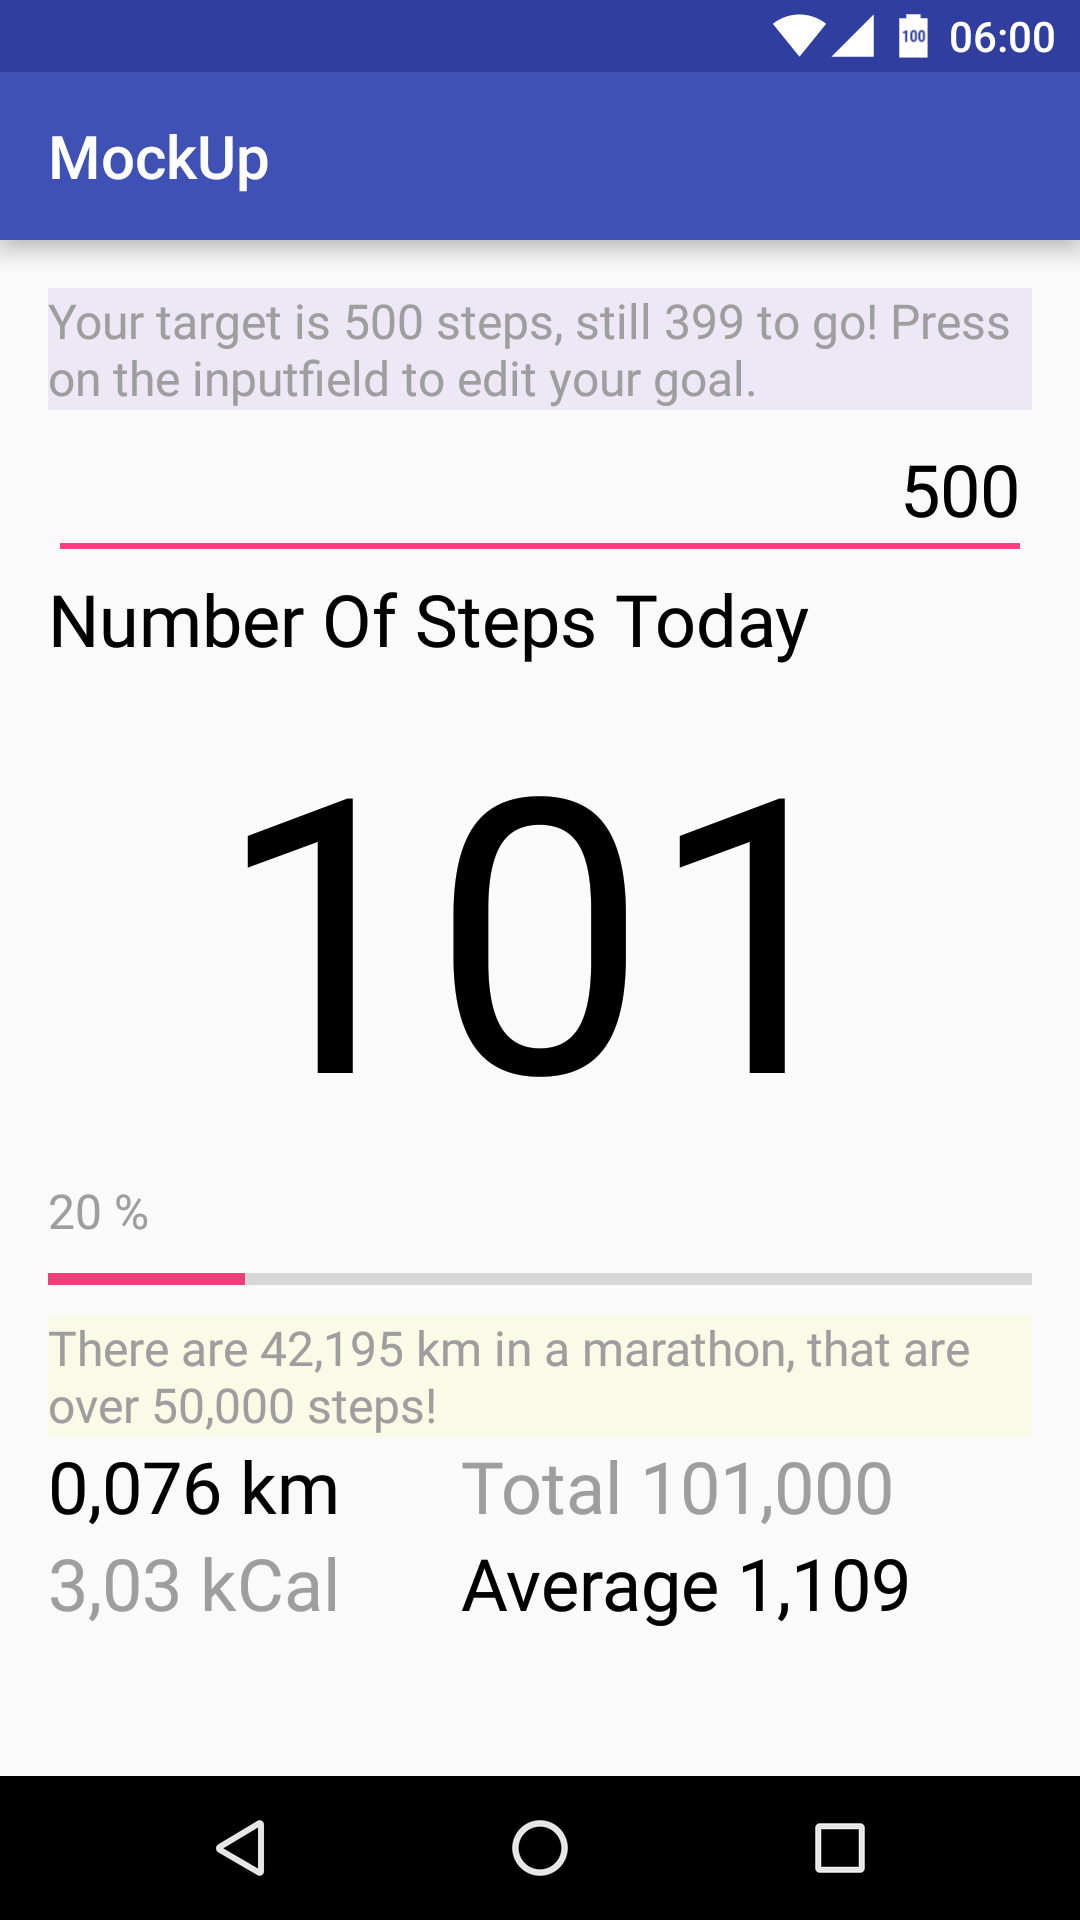 100 06:00
MockUp
Your target is 500 steps, still 399 to go! Press
on the inputfield to edit your goal.
500
Number Of Steps Today
101
20 %
There are 42,195 km in a marathon, that are
over 50,000 steps!
0,076 km Total 101,000
3,03 kCal Average 1,109